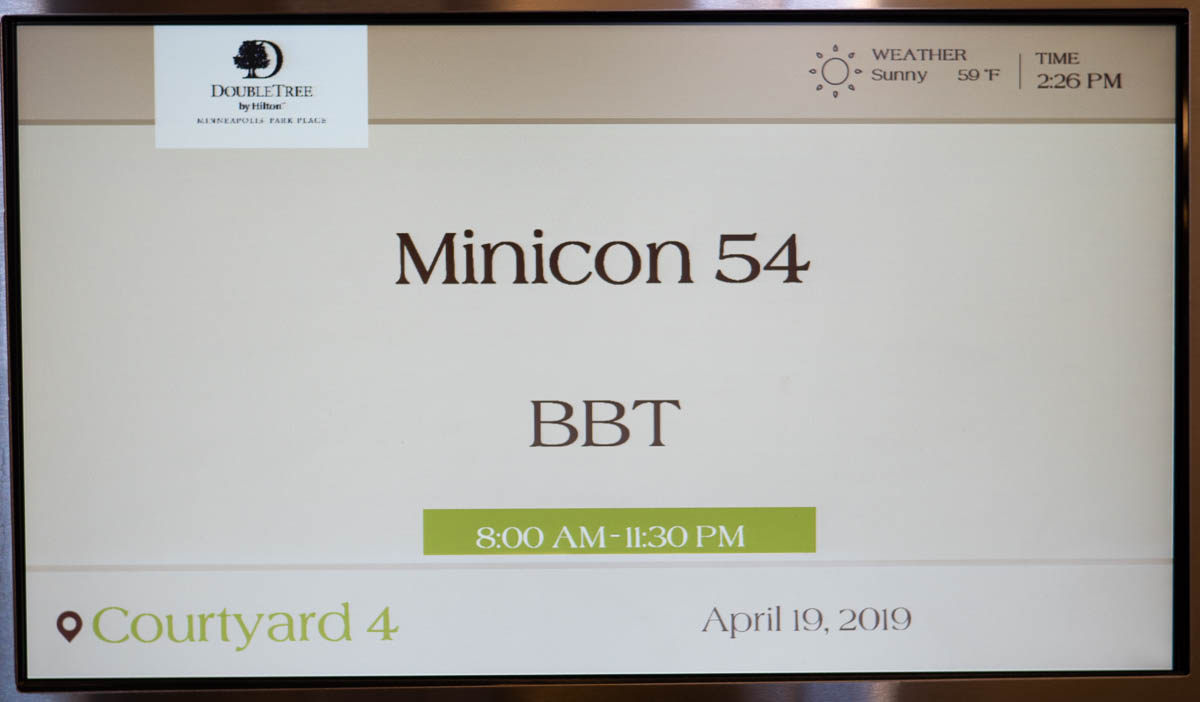 DOUBLETREE
by Hilton™
MINNEAPOLIS PARK PLACE
WEATHER
Sunny 59 °F
TIME
2:26 PM
Minicon 54
BBT
8:00 AM-11:30 PM
Courtyard 4
April 19, 2019